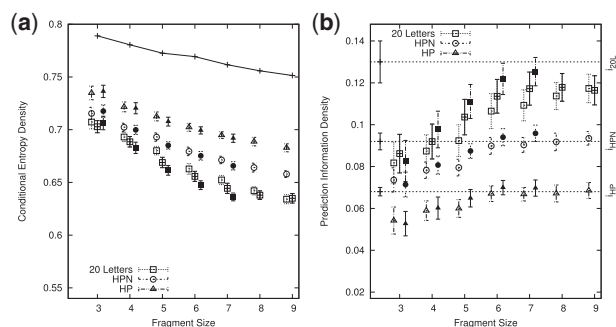 (a)
Conditional Entropy Density
0.8
0.75
0.7
0.65
0.6
0.55
20 Letters
HPN
HP
3 4 5 6 7 8 9
Fragment Size
(b)
Prediction Information Density
0.14
0.12
0.10
0.08
0.06
0.04
0.02
20 Letters
HPN
HP
i20L
iHPN
iHP
3 4 5 6 7 8 9
Fragment Size